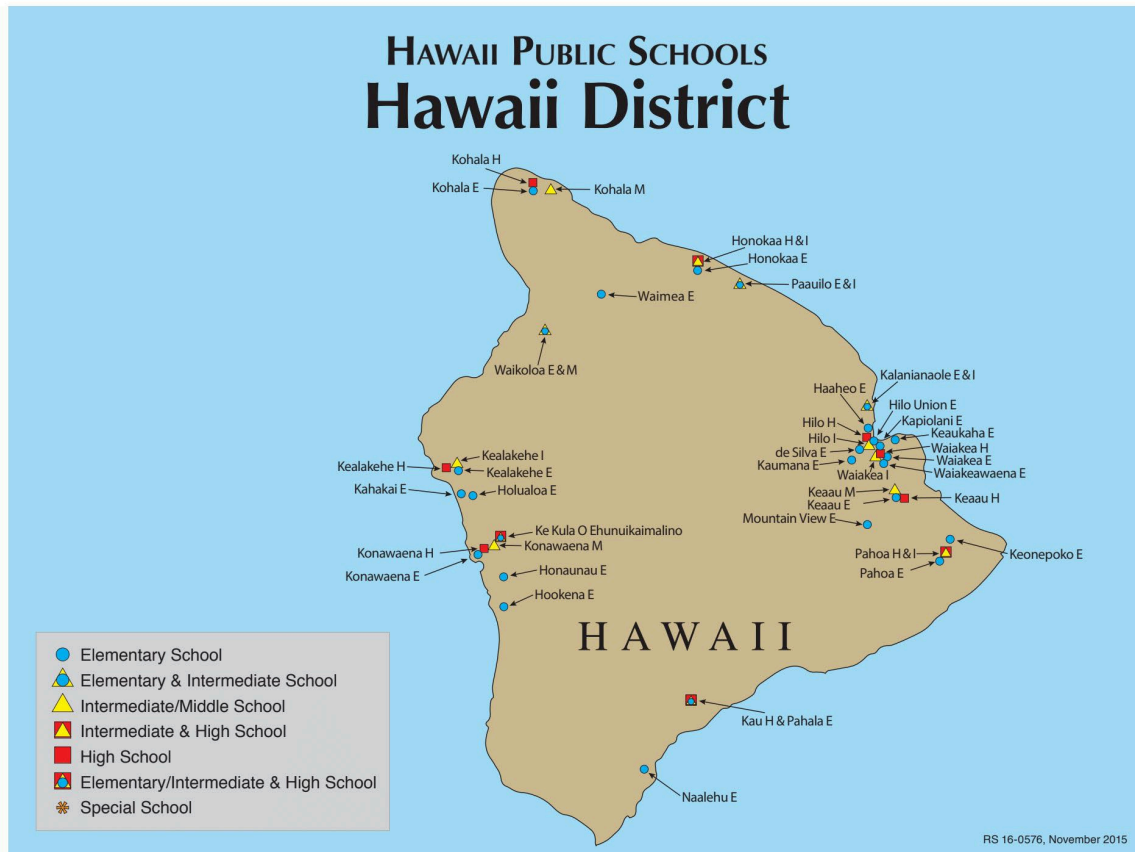 HAWAII PUBLIC SCHOOLS
Hawaii District
Kohala H
Kohala E
Kohala M
Honokaa H & I
Honokaa E
Paauilo E & I
Waimea E
Waikoloa E & M
Kalanianaole E & I
Haaheo E
Hilo Union E
Kapiolani E
Hilo H
Keaukaha E
Hilo I
Waiakea H
de Silva E
Waiakea E
Kaumana E
Waiakeawaena E
Waiakea I
Kealakehe I
Kealakehe H
Kealakehe E
Kahakai E
Holualoa E
Keaau M
Keaau H
Keaau E
Mountain View E
Ke Kula O Ehunuikaimalino
Konawaena H
Konawaena M
Keonepoko E
Pahoa H & I
Konawaena E
Pahoa E
Honaunau E
Hookena E
HAWAII
Kau H & Pahala E
Naalehu E
Elementary School
Elementary & Intermediate School
Intermediate/Middle School
Intermediate & High School
High School
Elementary/Intermediate & High School
Special School
RS 16-0576, November 2015